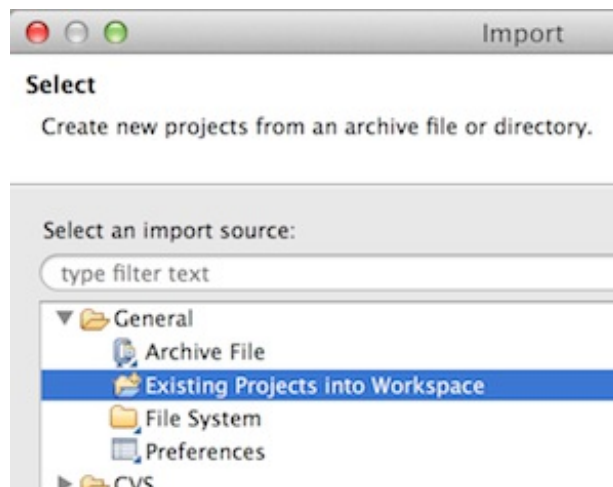 Import
Select
Create new projects from an archive file or directory.
Select an import source:
type filter text
General
Archive File
Existing Projects into Workspace
File System
Preferences
CVS